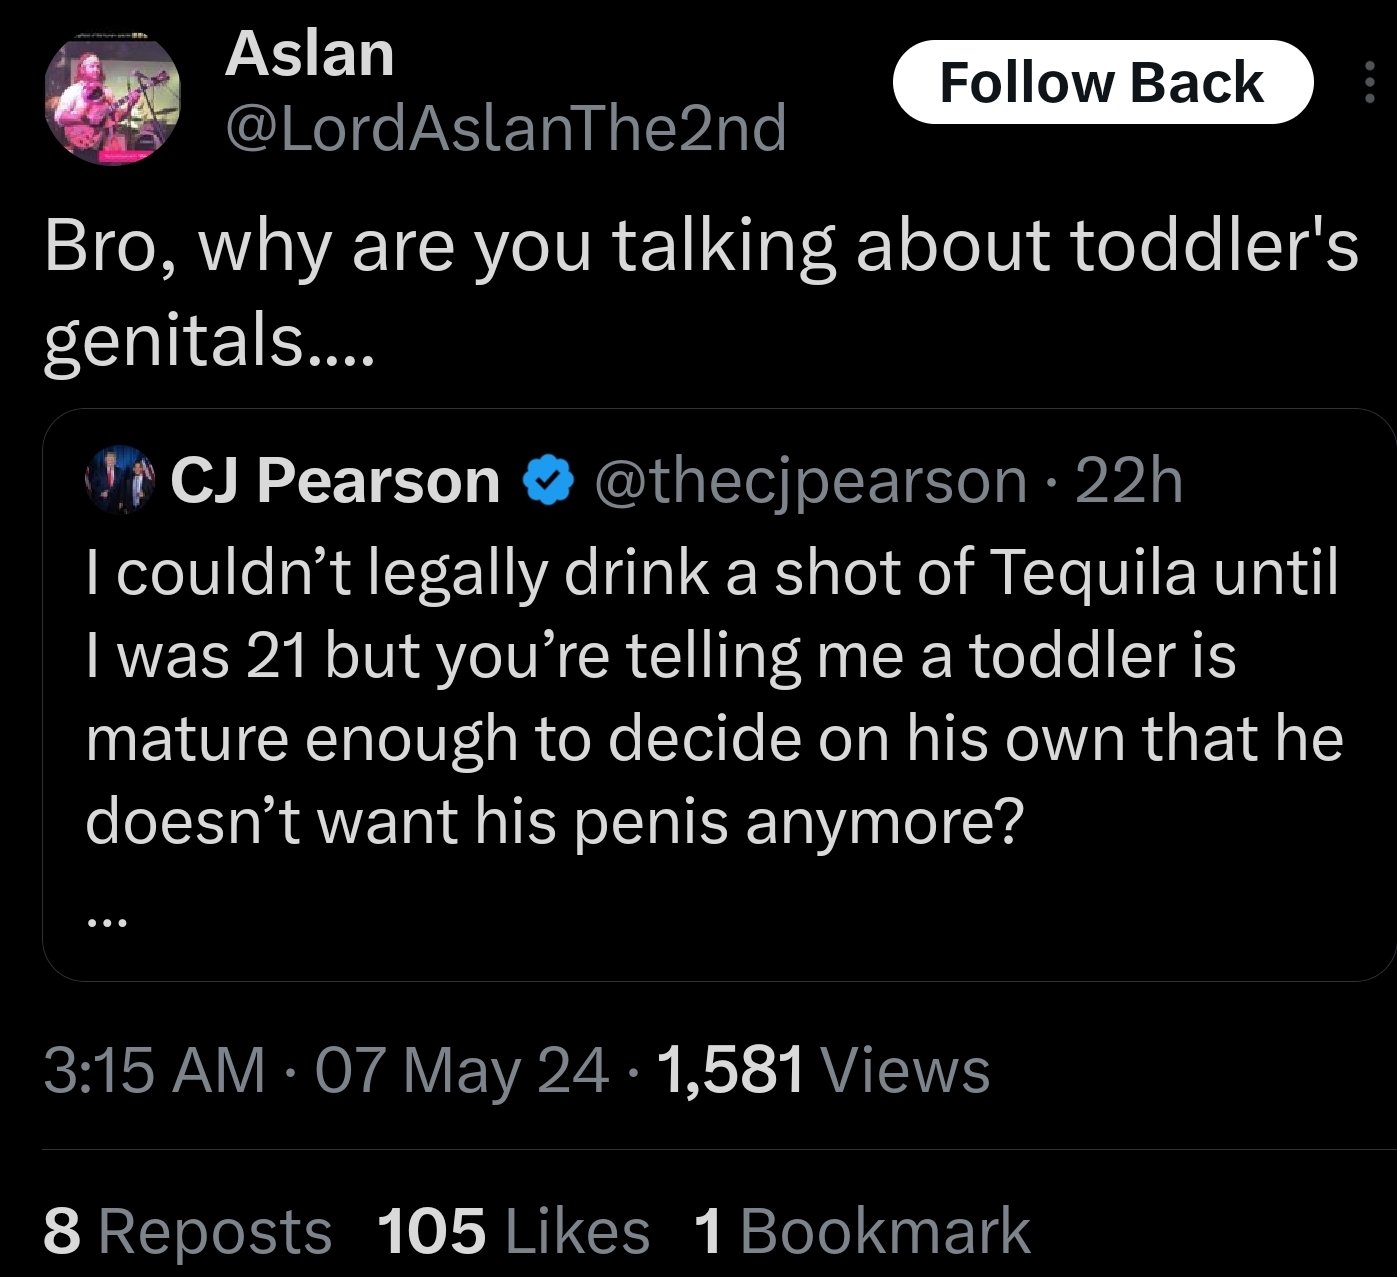 Aslan
Follow Back
@LordAslanThe2nd
Bro, why are you talking about toddler's
genitals....
CJ Pearson @thecjpearson · 22h
I couldn’t legally drink a shot of Tequila until
I was 21 but you’re telling me a toddler is
mature enough to decide on his own that he
doesn’t want his penis anymore?
...
3:15 AM · 07 May 24 · 1,581 Views
8 Reposts 105 Likes 1 Bookmark